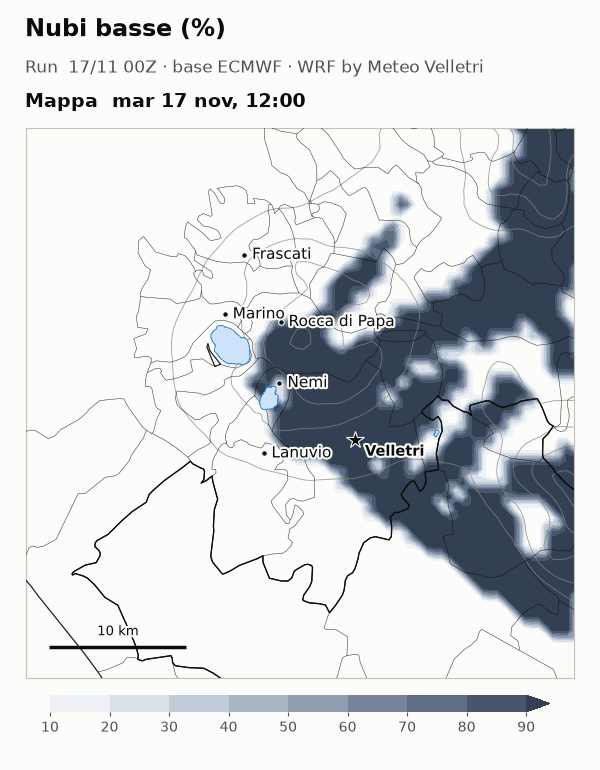 Nubi basse (%)
Run  17/11 00Z · base ECMWF · WRF by Meteo Velletri
Mappa  mar 17 nov, 12:00
Frascati
Marino
Rocca di Papa
Nemi
Velletri
Lanuvio
10 km
10 20 30 40 50 60 70 80 90